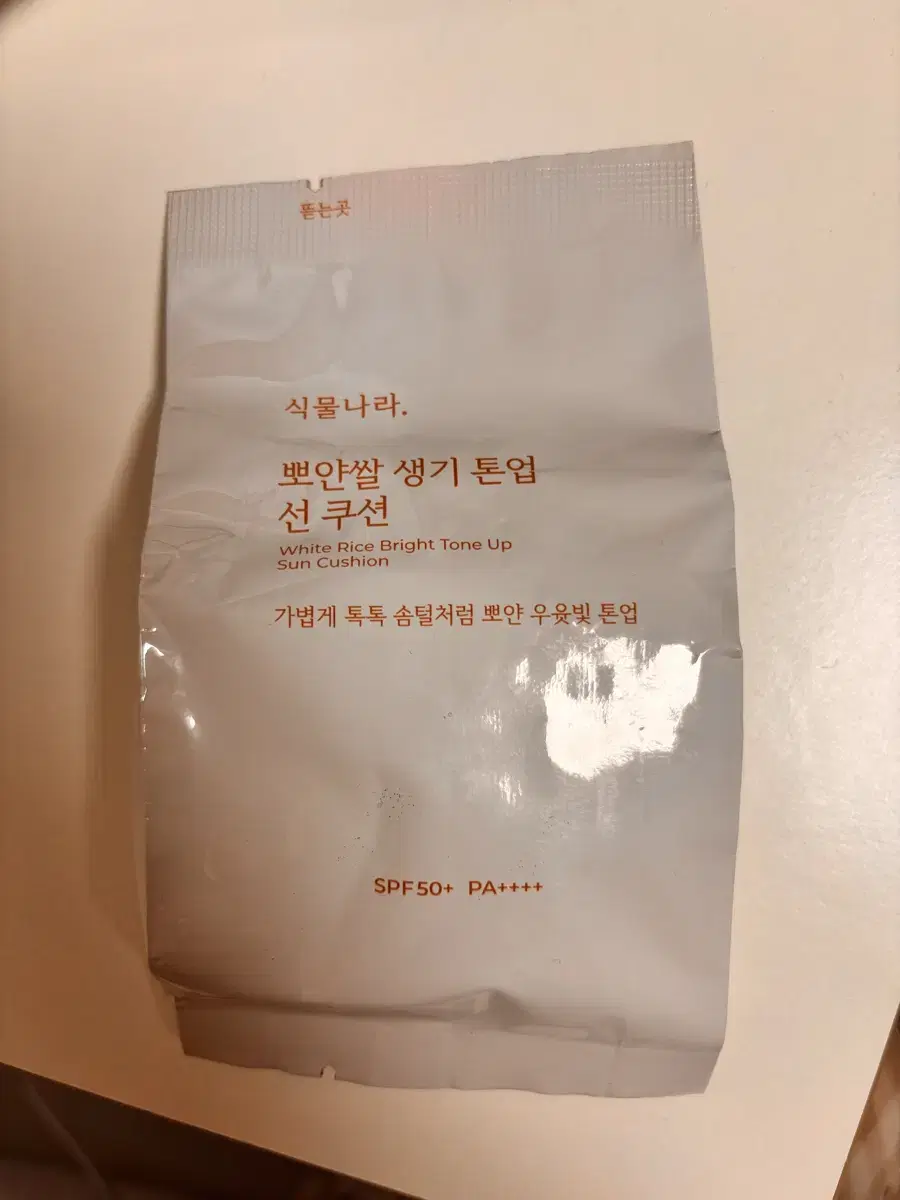 뜯는곳
식물나라.
뽀얀쌀 생기 톤업
선 쿠션
White Rice Bright Tone Up
Sun Cushion
가볍게 톡톡 솜털처럼 뽀얀 우윳빛 톤업
SPF50+ PA++++